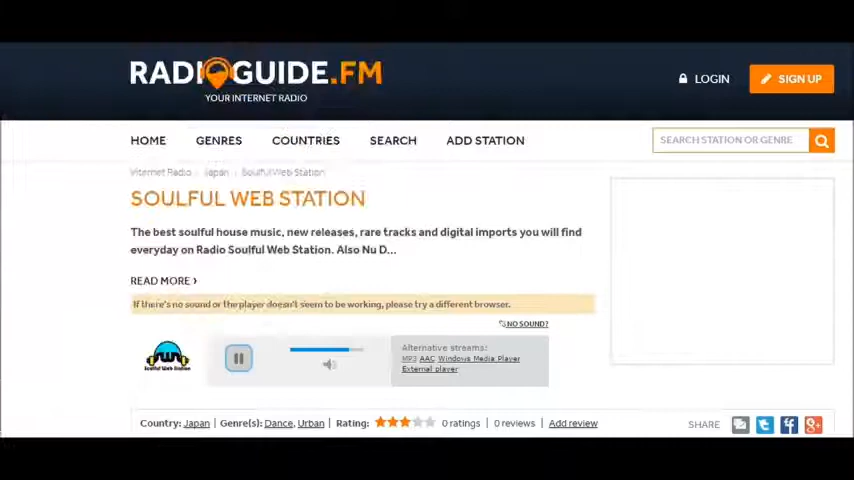 RADIOGUIDE.FM
YOUR INTERNET RADIO
LOGIN
SIGN UP
HOME
GENRES
COUNTRIES
SEARCH
ADD STATION
SEARCH STATION OR GENRE
Internet Radio
Japan
Soulful Web Station
SOULFUL WEB STATION
The best soulful house music, new releases, rare tracks and digital imports you will find
everyday on Radio Soulful Web Station. Also Nu D...
READ MORE ›
If there's no sound or the player doesn't seem to be working, please try a different browser.
NO SOUND?
Soulful Web Station
Alternative streams:
MP3 AAC Windows Media Player
External player
Country: Japan | Genre(s): Dance, Urban | Rating: 0 ratings | 0 reviews | Add review
SHARE